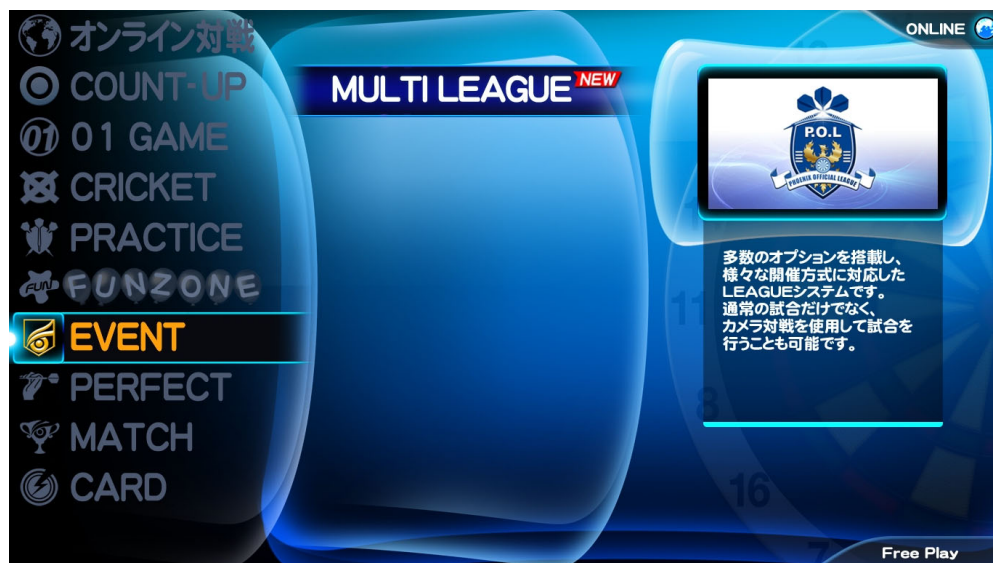 オンライン対戦
COUNT-UP
01 GAME
CRICKET
PRACTICE
FUN FUNZONE
EVENT
PERFECT
MATCH
CARD
MULTI LEAGUE NEW
ONLINE
P.O.L
PHOENIX OFFICIAL LEAGUE
多数のオプションを搭載し、
様々な開催方式に対応した
LEAGUEシステムです。
通常の試合だけでなく、
カメラ対戦を使用して試合を
行うことも可能です。
11
8
16
7
Free Play